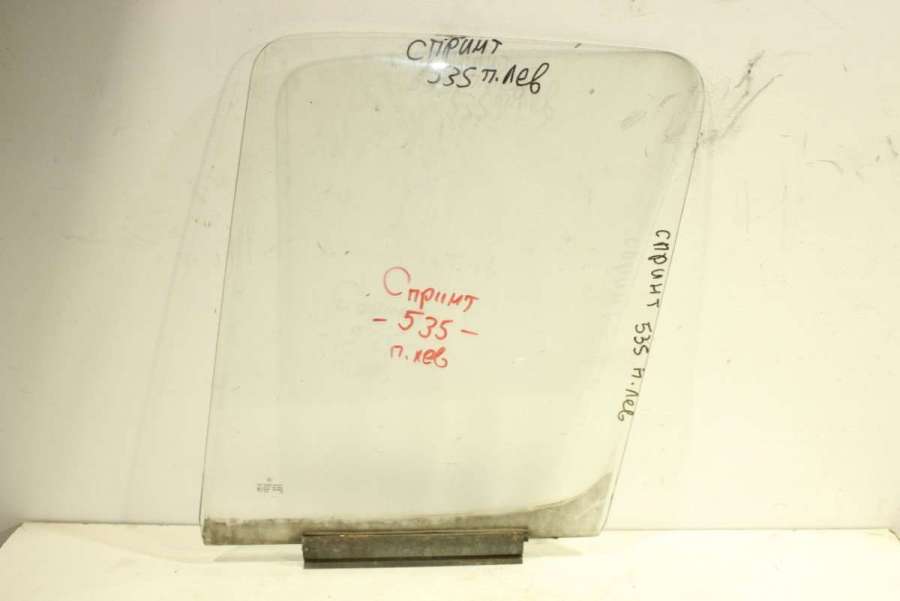 СПРИНТ
535 п.лев
Спринт
- 535 -
п.лев
СПРИНТ 535 п.лев